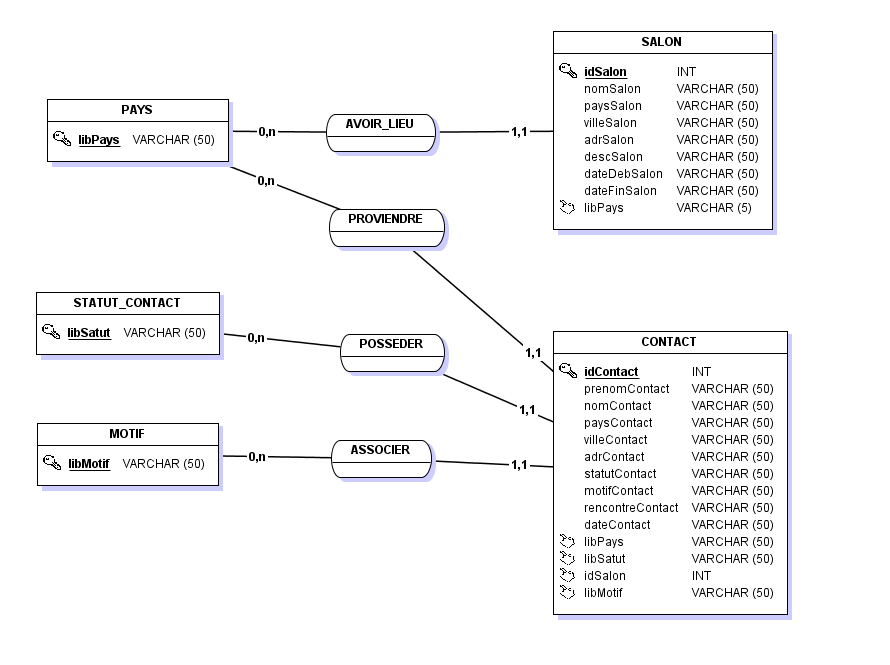 PAYS
libPays VARCHAR (50)
0,n
AVOIR_LIEU
1,1
SALON
idSalon INT
nomSalon VARCHAR (50)
paysSalon VARCHAR (50)
villeSalon VARCHAR (50)
adrSalon VARCHAR (50)
descSalon VARCHAR (50)
dateDebSalon VARCHAR (50)
dateFinSalon VARCHAR (50)
libPays VARCHAR (5)
0,n
PROVIENDRE
1,1
STATUT_CONTACT
libSatut VARCHAR (50)
0,n
POSSEDER
1,1
MOTIF
libMotif VARCHAR (50)
0,n
ASSOCIER
1,1
CONTACT
idContact INT
prenomContact VARCHAR (50)
nomContact VARCHAR (50)
paysContact VARCHAR (50)
villeContact VARCHAR (50)
adrContact VARCHAR (50)
statutContact VARCHAR (50)
motifContact VARCHAR (50)
rencontreContact VARCHAR (50)
dateContact VARCHAR (50)
libPays VARCHAR (50)
libSatut VARCHAR (50)
idSalon INT
libMotif VARCHAR (50)